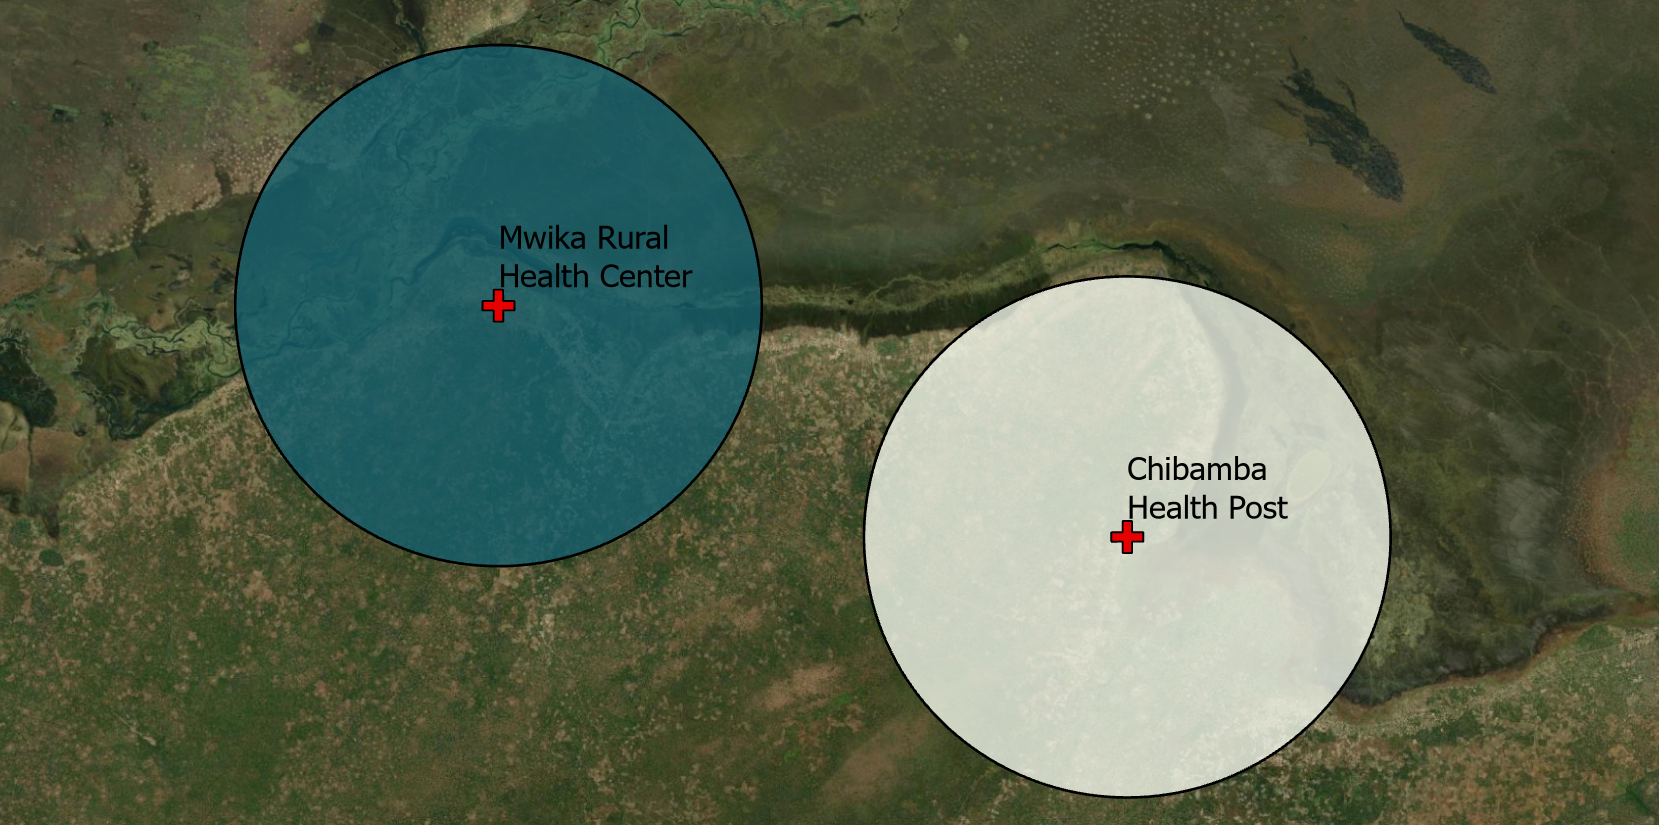 Mwika Rural
Health Center
Chibamba
Health Post